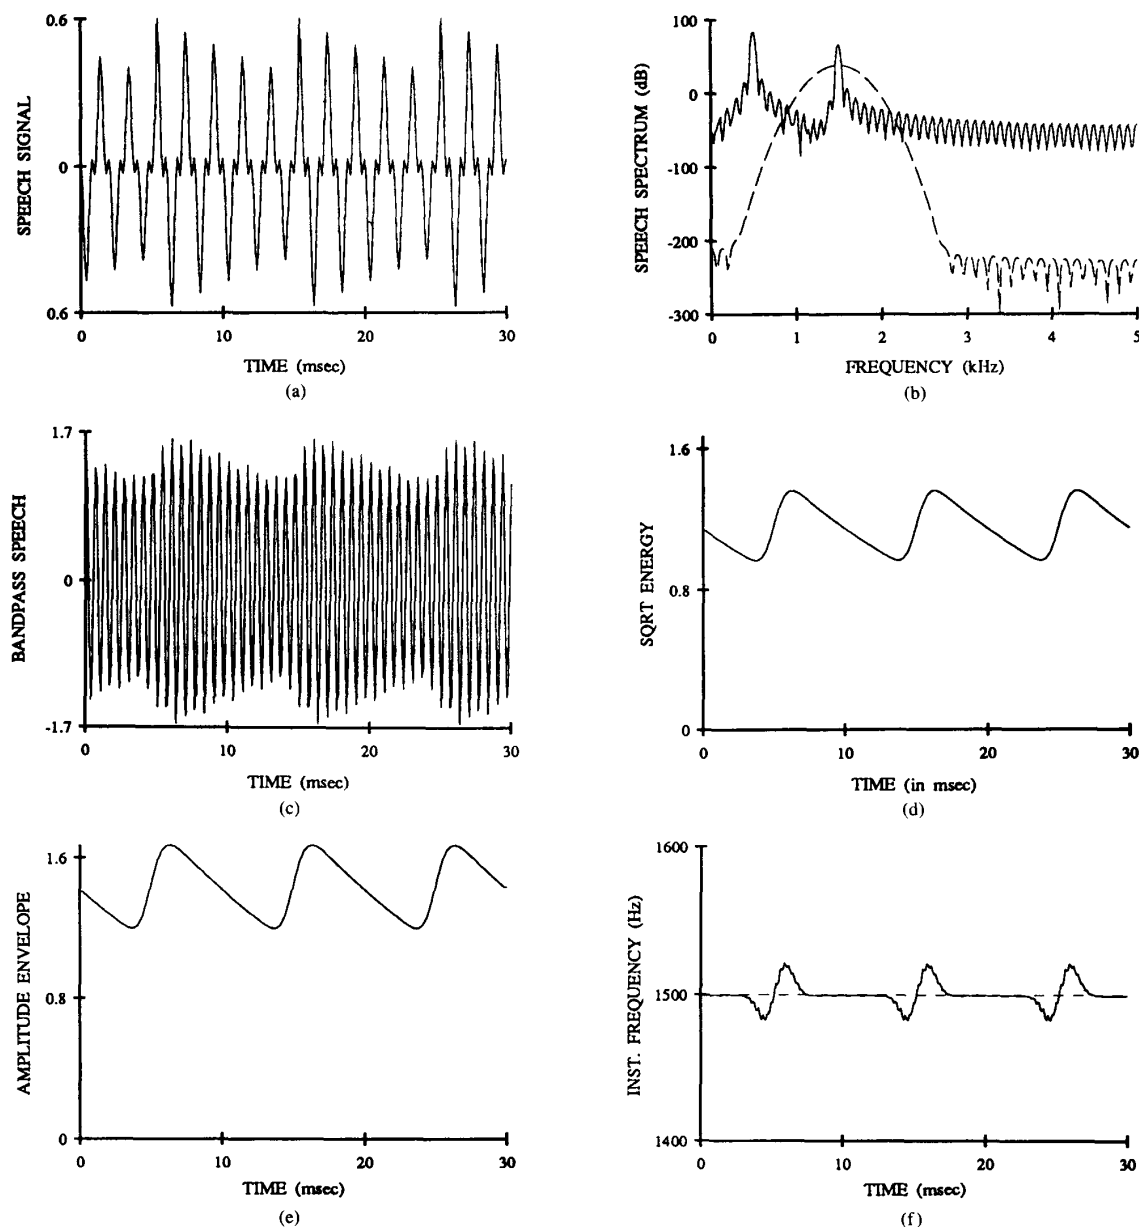 (a)
0.6
0
0.6
SPEECH SIGNAL
0
10
20
30
TIME (msec)
(a)
(b)
100
0
-100
-200
-300
SPEECH SPECTRUM (dB)
0
1
2
3
4
5
FREQUENCY (kHz)
(b)
1.7
0
-1.7
BANDPASS SPEECH
0
10
20
30
TIME (msec)
(c)
1.6
0.8
0
SQRT ENERGY
0
10
20
30
TIME (in msec)
(d)
1.6
0.8
0
AMPLITUDE ENVELOPE
0
10
20
30
TIME (msec)
(e)
1600
1500
1400
INST. FREQUENCY (Hz)
0
10
20
30
TIME (msec)
(f)